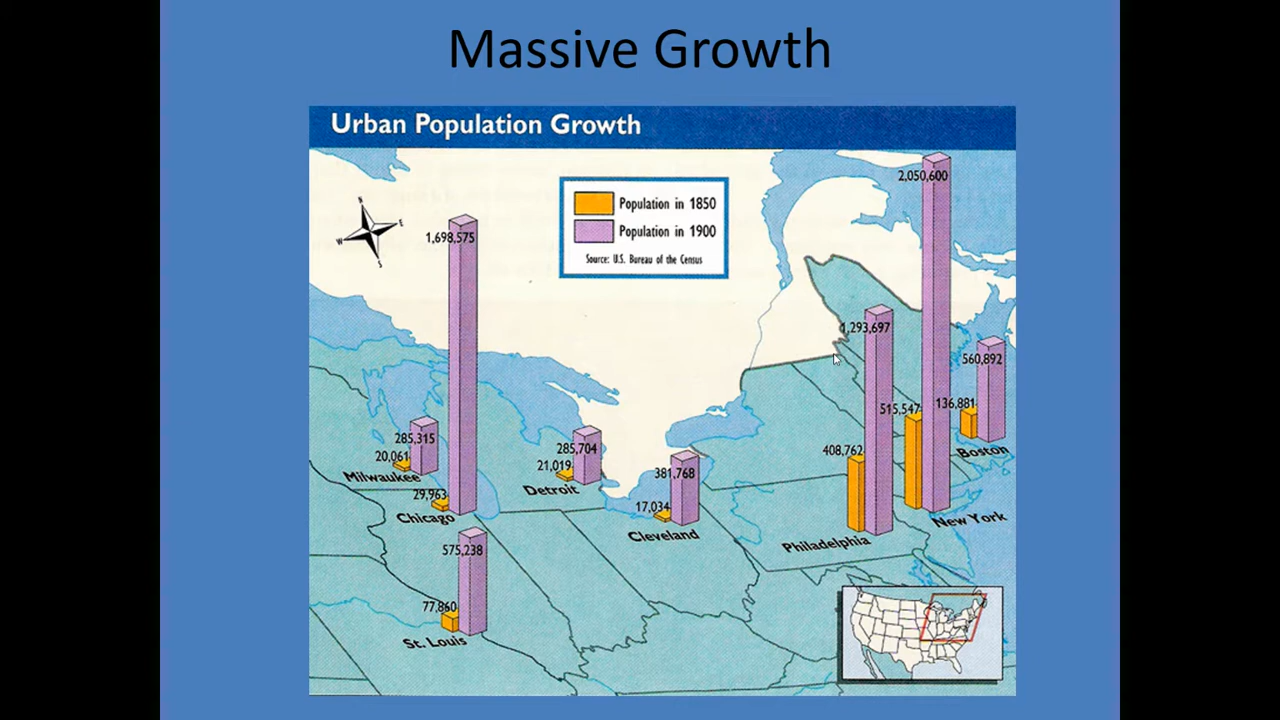 Massive Growth
Urban Population Growth
Population in 1850
Population in 1900
Source: U.S. Bureau of the Census
N
E
W
S
2,050,600
1,698,575
1,293,697
560,892
515,547
136,881
285,315
20,061
Milwaukee
29,963
Chicago
285,704
21,019
Detroit
381,768
17,034
Cleveland
408,762
Philadelphia
New York
Boston
575,238
77,860
St. Louis